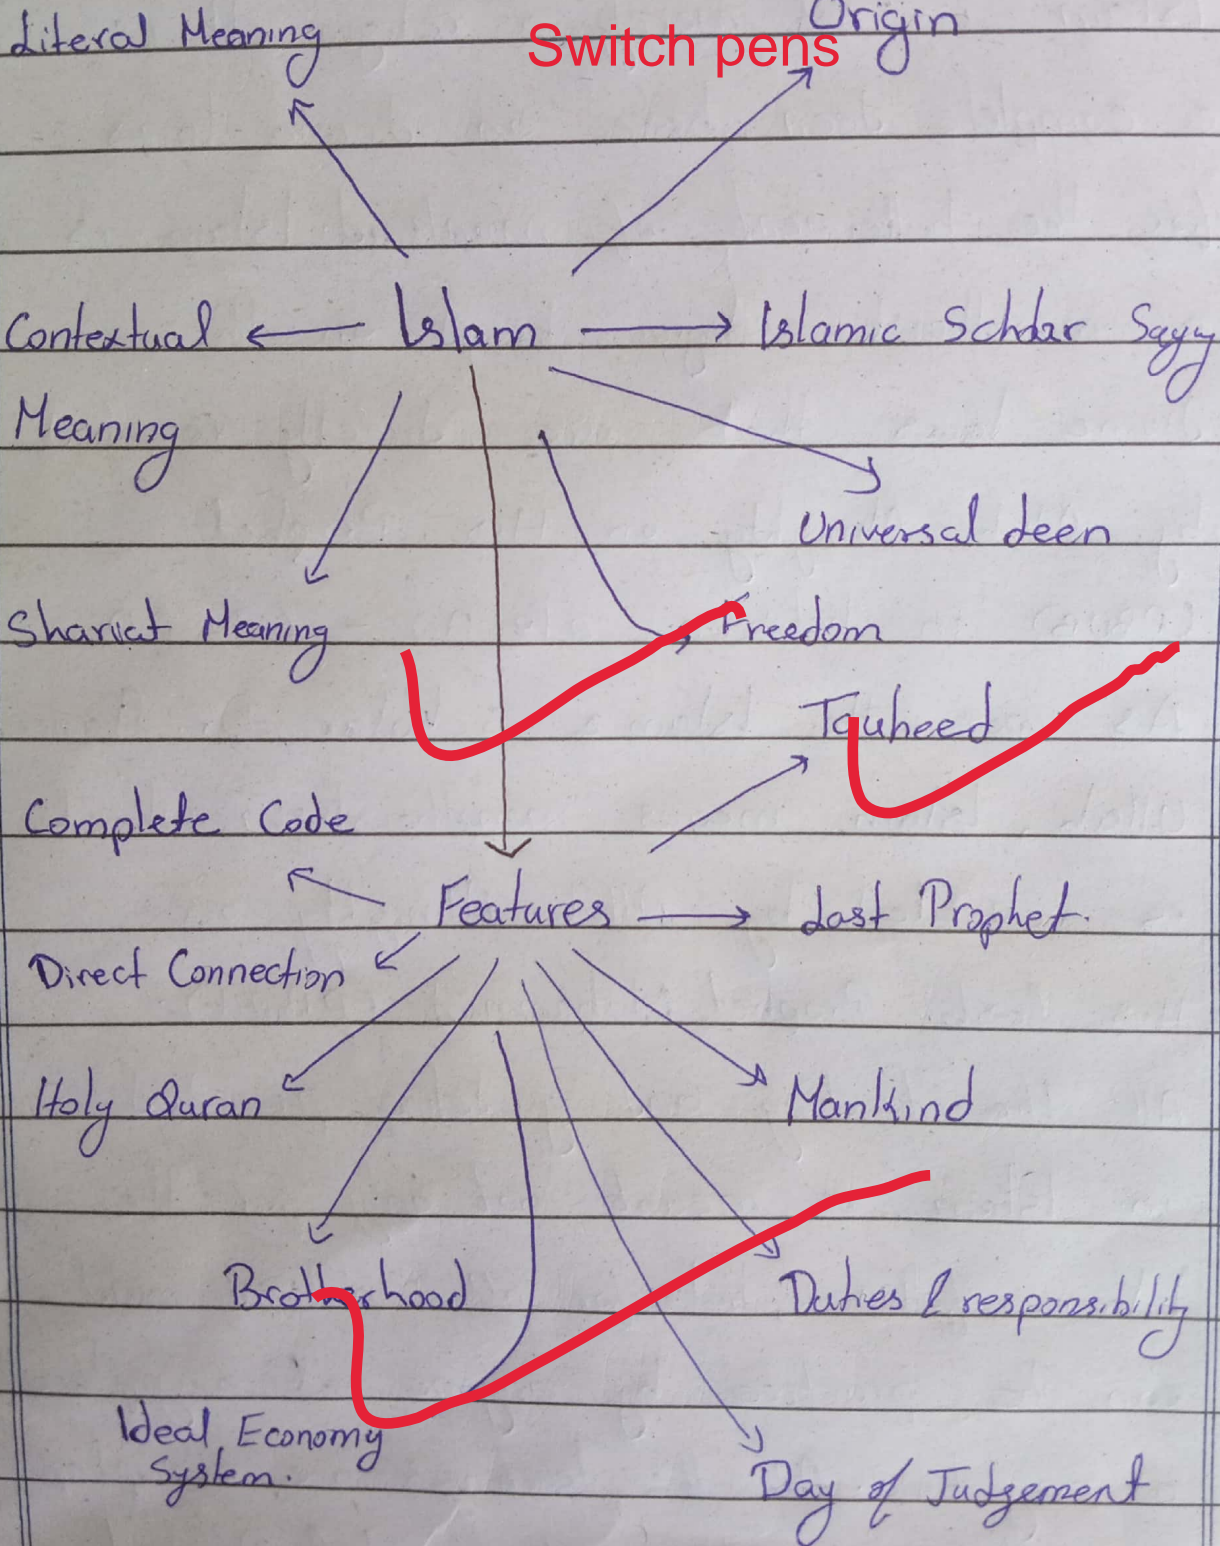 Literal Meaning
Switch pens
Origin
Contextual
Meaning
Islam
Islamic Schdar Sayy
Universal deen
Shariat Meaning
Freedom
Tauheed
Complete Code
Features
Last Prophet.
Direct Connection
Holy Quran
Mankind
Brotherhood
Duties & responsibility
Ideal Economy
System.
Day of Judgement